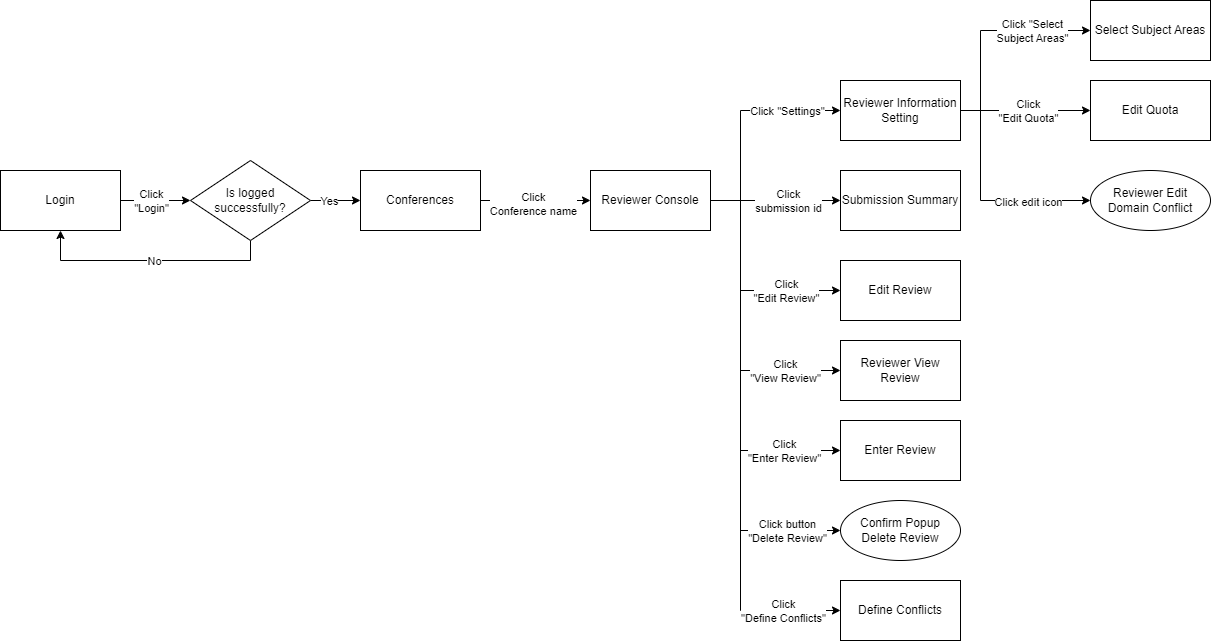 Login
Click
"Login"
Is logged
successfully?
No
Yes
Conferences
Click
Conference name
Reviewer Console
Click "Settings"
Reviewer Information
Setting
Click "Select
Subject Areas"
Select Subject Areas
Click
"Edit Quota"
Edit Quota
Click edit icon
Reviewer Edit
Domain Conflict
Click
submission id
Submission Summary
Click
"Edit Review"
Edit Review
Click
"View Review"
Reviewer View
Review
Click
"Enter Review"
Enter Review
Click button
"Delete Review"
Confirm Popup
Delete Review
Click
"Define Conflicts"
Define Conflicts